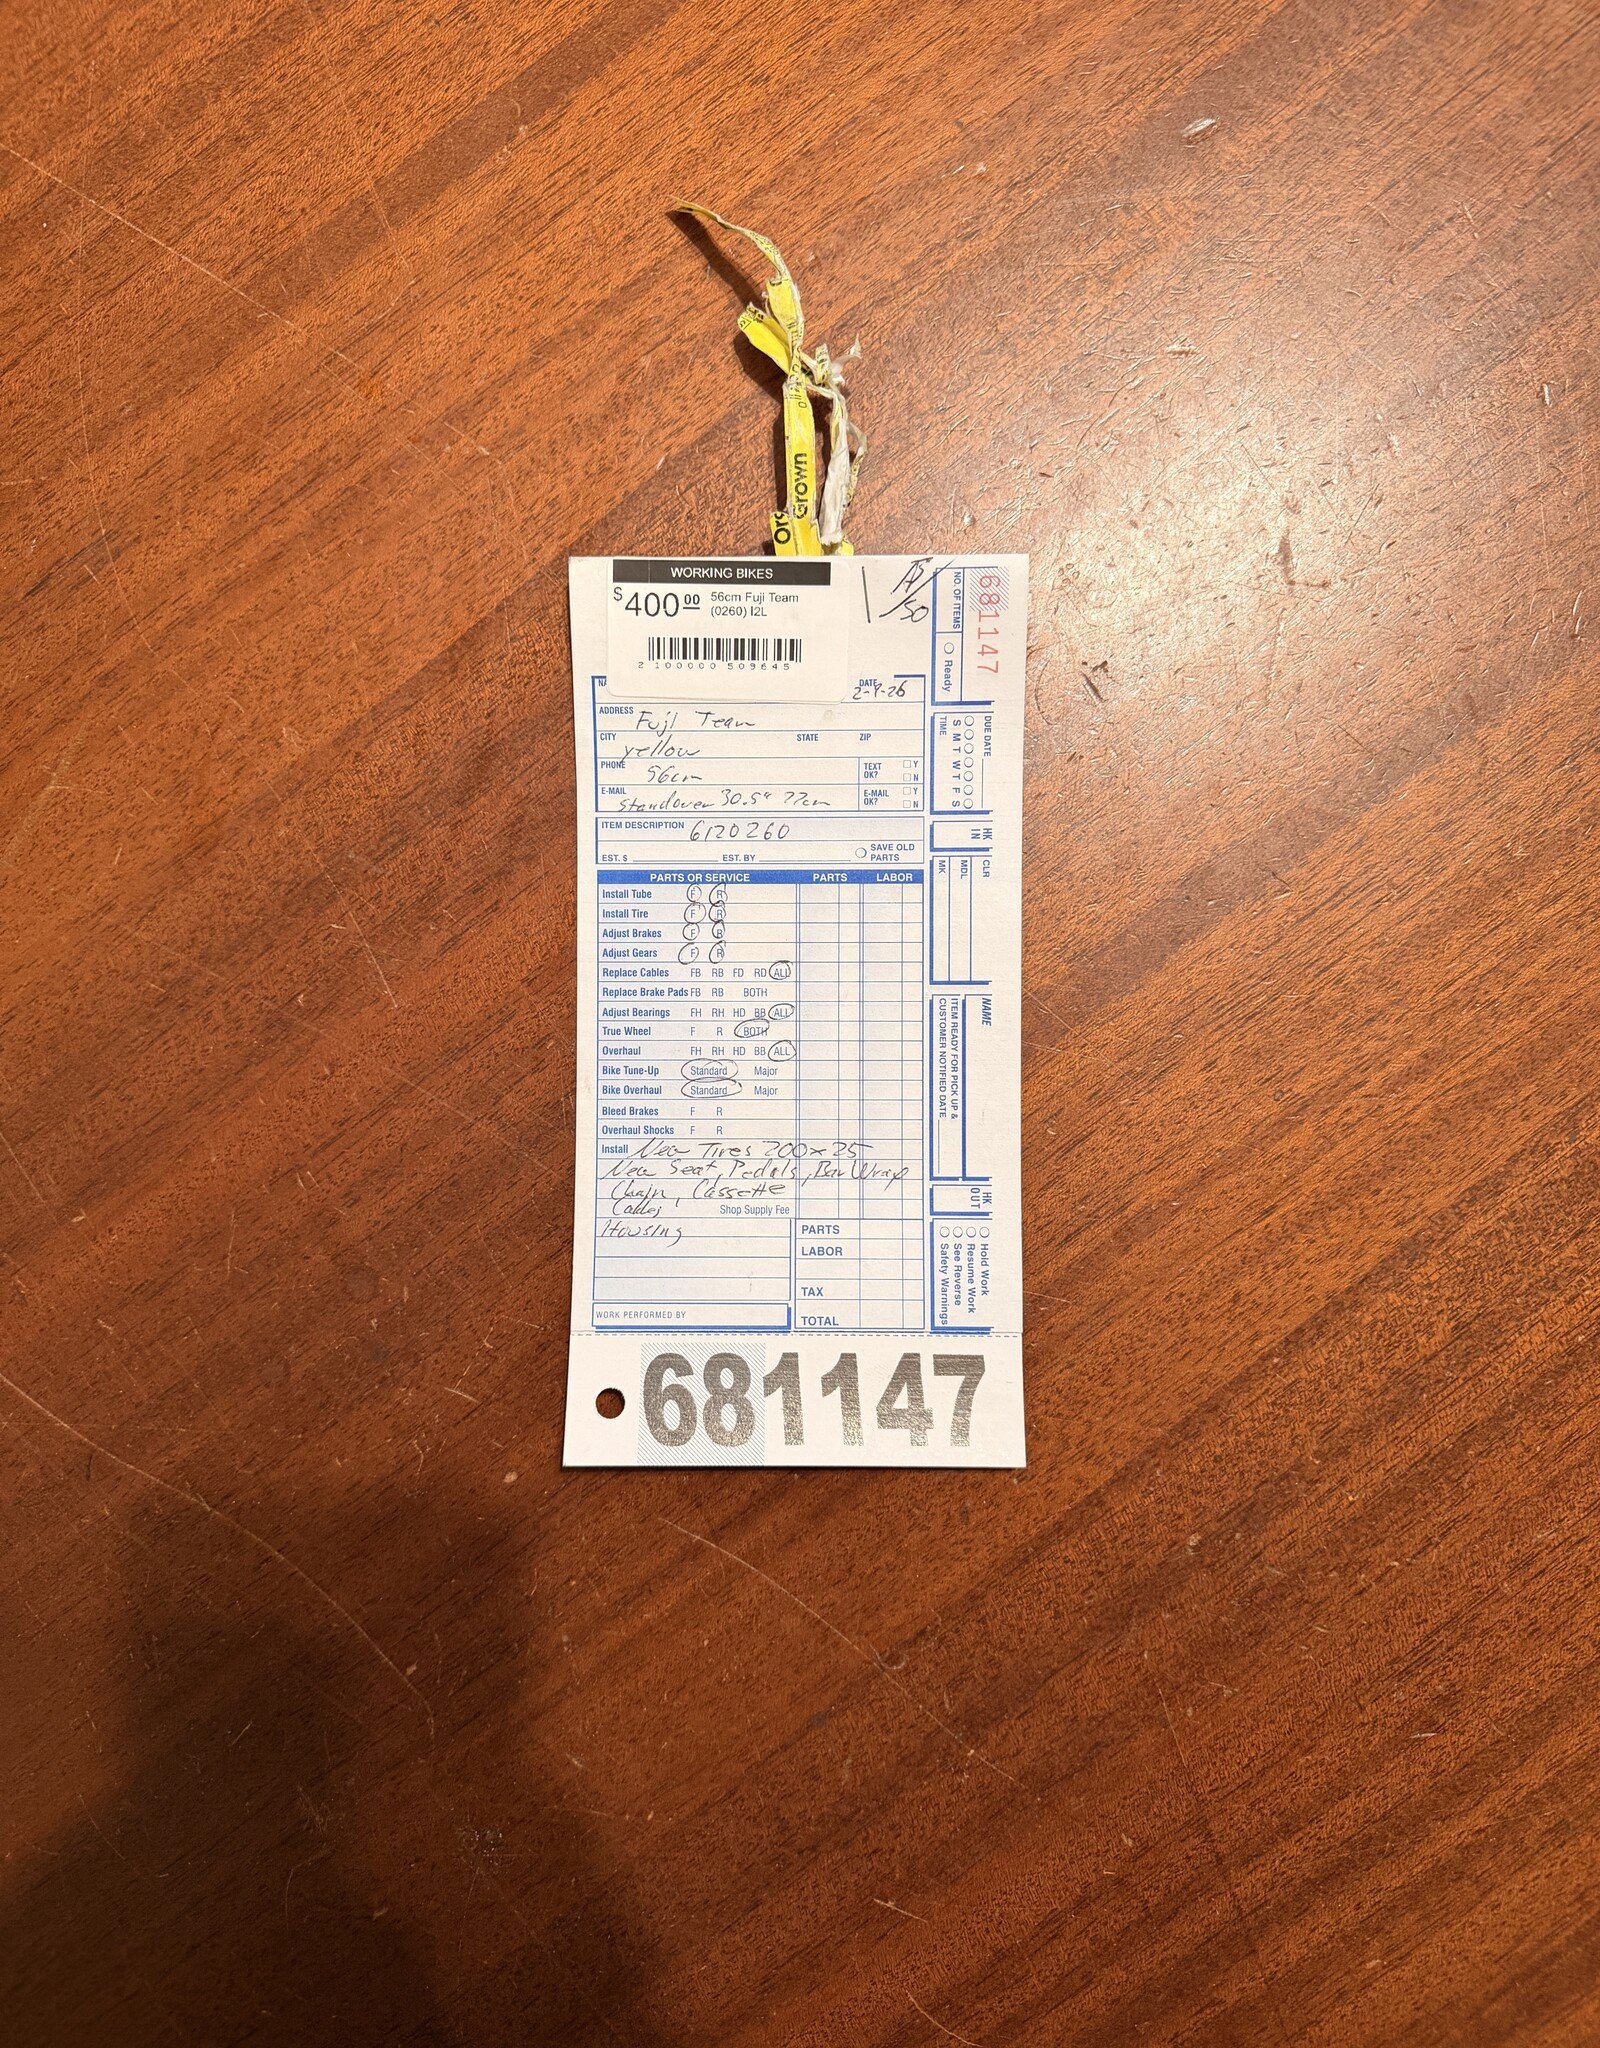 Grown
WORKING BIKES
$400.00 56cm Fuji Team
(0260) I2L
2 100000 509645
DATE 2-9-26
ADDRESS Fuji Team
CITY yellow STATE ZIP
PHONE 56cm TEXT OK? Y N
E-MAIL Standover 30.5" 77cm E-MAIL OK? Y N
ITEM DESCRIPTION 6120260
EST. $ EST. BY SAVE OLD PARTS
PARTS OR SERVICE PARTS LABOR
Install Tube F R
Install Tire F R
Adjust Brakes F R
Adjust Gears F R
Replace Cables FB RB FD RD ALL
Replace Brake Pads FB RB BOTH
Adjust Bearings FH RH HD BB ALL
True Wheel F R BOTH
Overhaul FH RH HD BB ALL
Bike Tune-Up Standard Major
Bike Overhaul Standard Major
Bleed Brakes F R
Overhaul Shocks F R
Install New Tires 700x25
New Seat, Pedals, Bar Wrap
Chain, Cassette
Cables Shop Supply Fee
Housing PARTS
LABOR
TAX
WORK PERFORMED BY TOTAL
681147
681147
NO. OF ITEMS Ready
DUE DATE
S M T W T F S
TIME
HK IN
CLR
MDL
MK
NAME
ITEM READY FOR PICK UP &
CUSTOMER NOTIFIED DATE
HK OUT
Hold Work
Resume Work
See Reverse
Safety Warnings